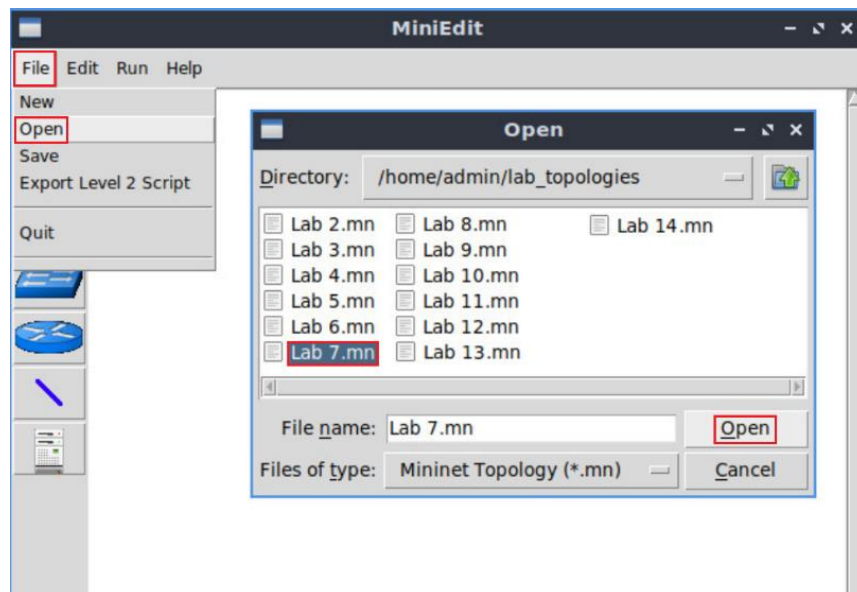 MiniEdit
File Edit Run Help
New
Open
Save
Export Level 2 Script
Quit
Open
Directory: /home/admin/lab_topologies
Lab 2.mn Lab 8.mn Lab 14.mn
Lab 3.mn Lab 9.mn
Lab 4.mn Lab 10.mn
Lab 5.mn Lab 11.mn
Lab 6.mn Lab 12.mn
Lab 7.mn Lab 13.mn
File name: Lab 7.mn Open
Files of type: Mininet Topology (*.mn) Cancel